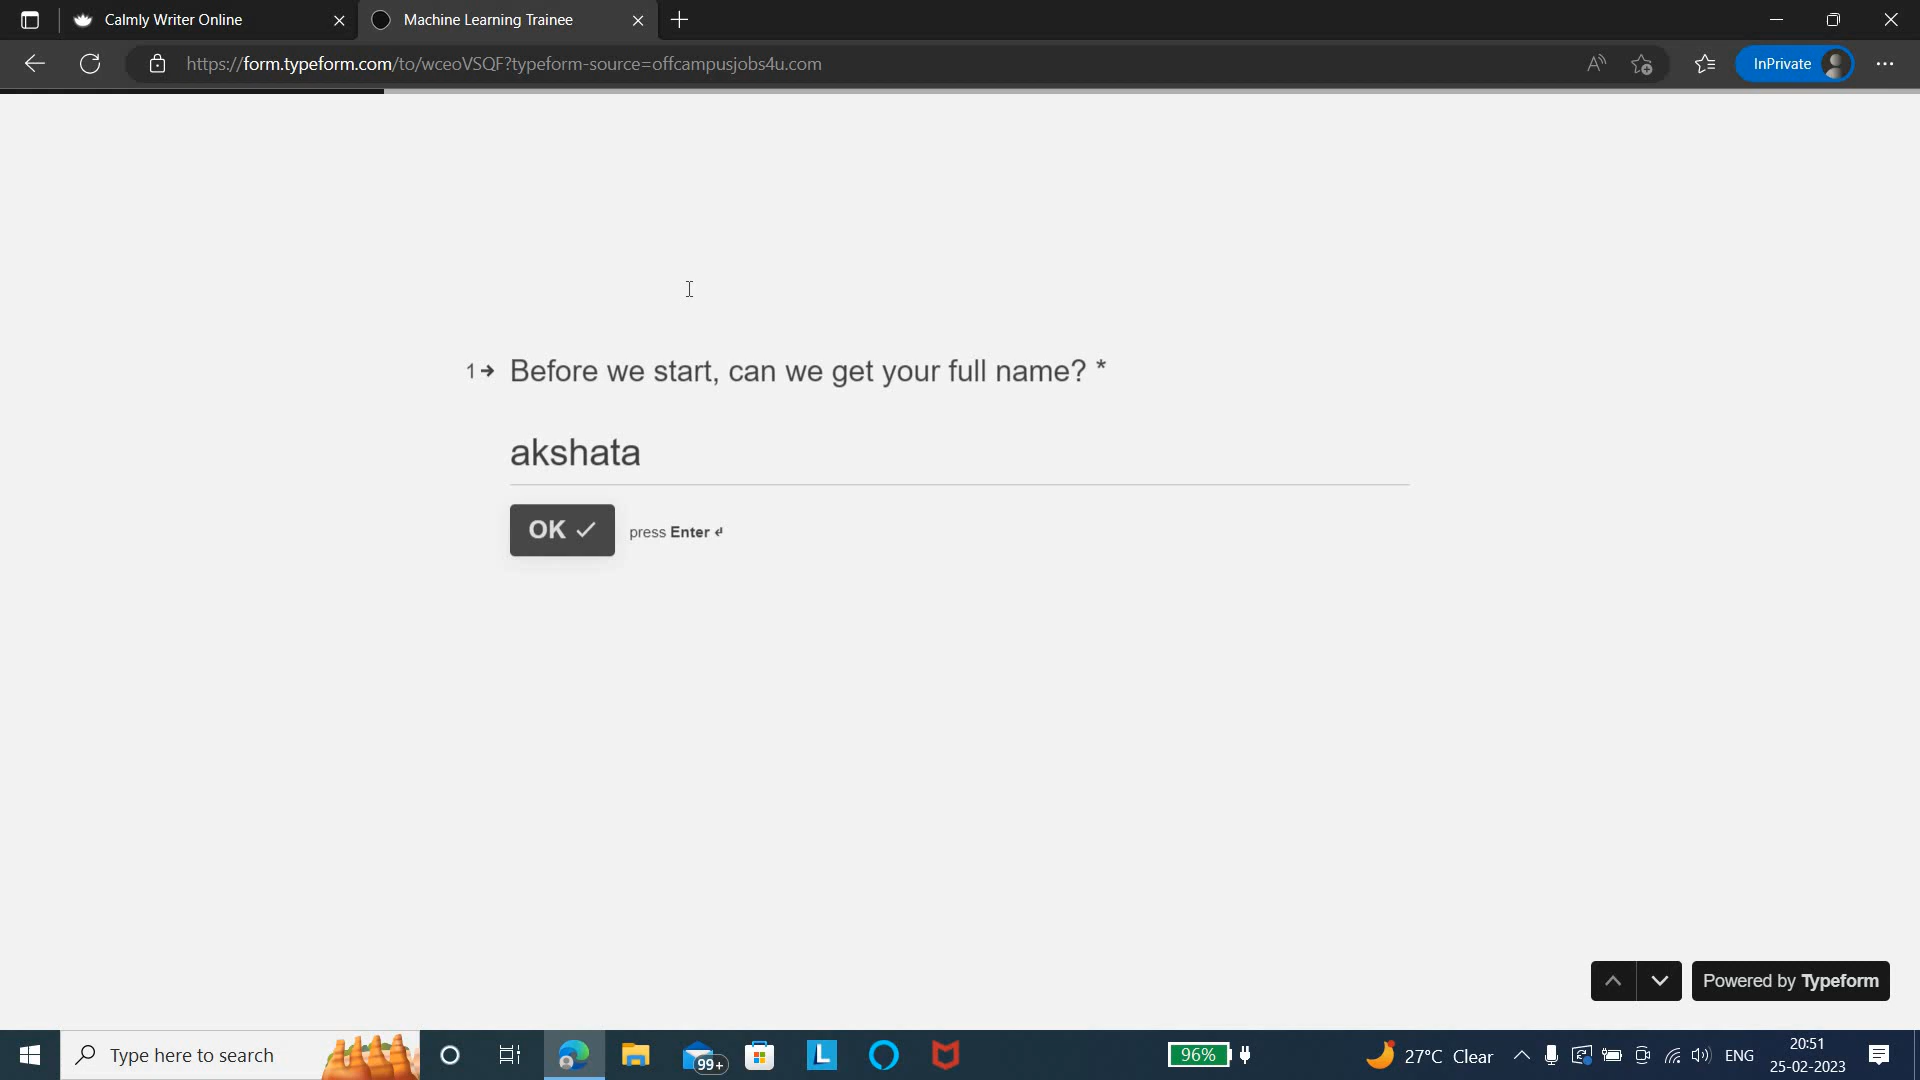 Calmly Writer Online
Machine Learning Trainee
https://form.typeform.com/to/wceoVSQF?typeform-source=offcampusjobs4u.com
InPrivate
1 Before we start, can we get your full name? *
akshata
OK press Enter
Powered by Typeform
Type here to search
99+
L
96%
27°C Clear
ENG
20:51
25-02-2023